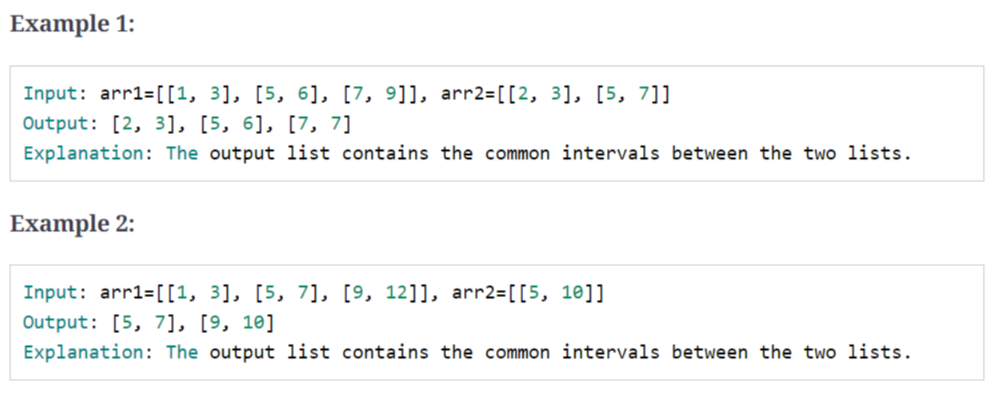 Example 1:
Input: arr1=[[1, 3], [5, 6], [7, 9]], arr2=[[2, 3], [5, 7]]
Output: [2, 3], [5, 6], [7, 7]
Explanation: The output list contains the common intervals between the two lists.
Example 2:
Input: arr1=[[1, 3], [5, 7], [9, 12]], arr2=[[5, 10]]
Output: [5, 7], [9, 10]
Explanation: The output list contains the common intervals between the two lists.